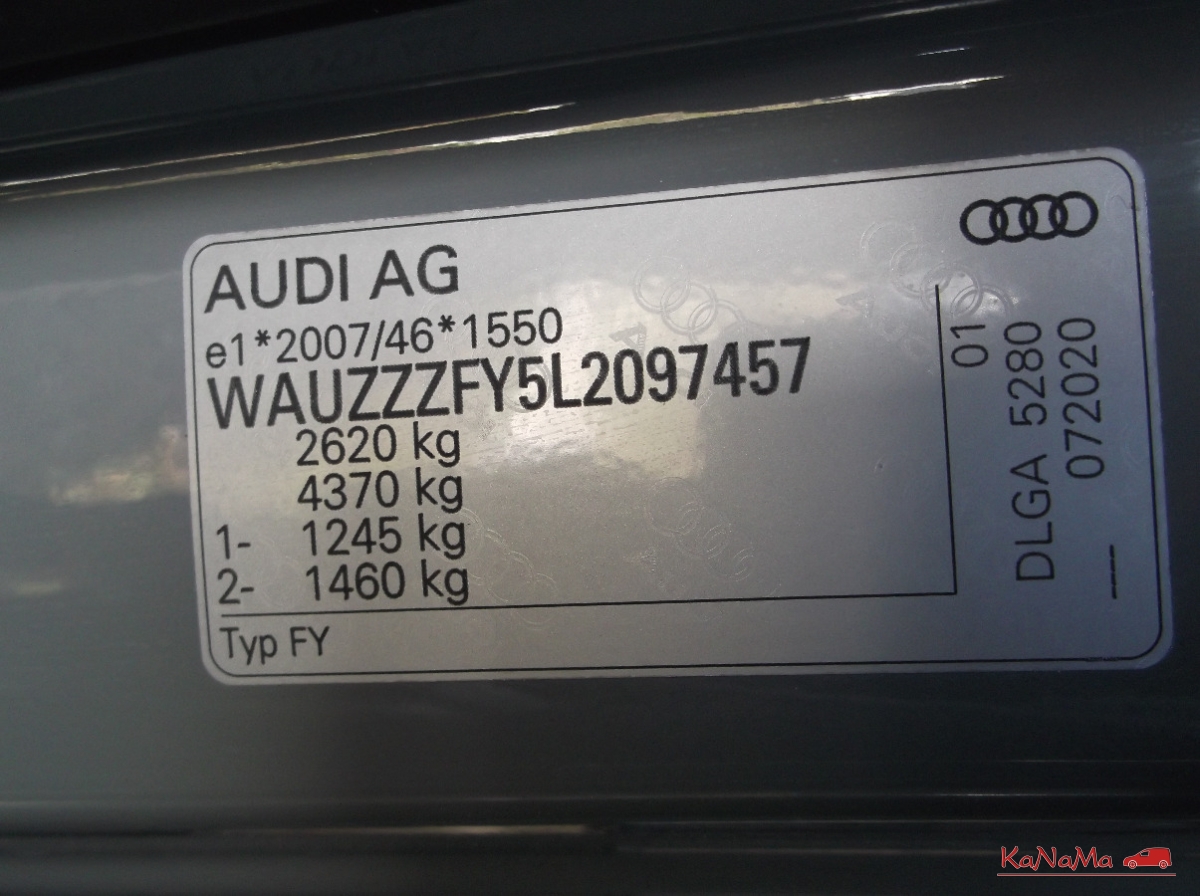 AUDI AG
e1*2007/46*1550
WAUZZZFY5L2097457
2620 kg
4370 kg
1- 1245 kg
2- 1460 kg
Typ FY
01
DLGA 5280
072020
---
KaNaMa